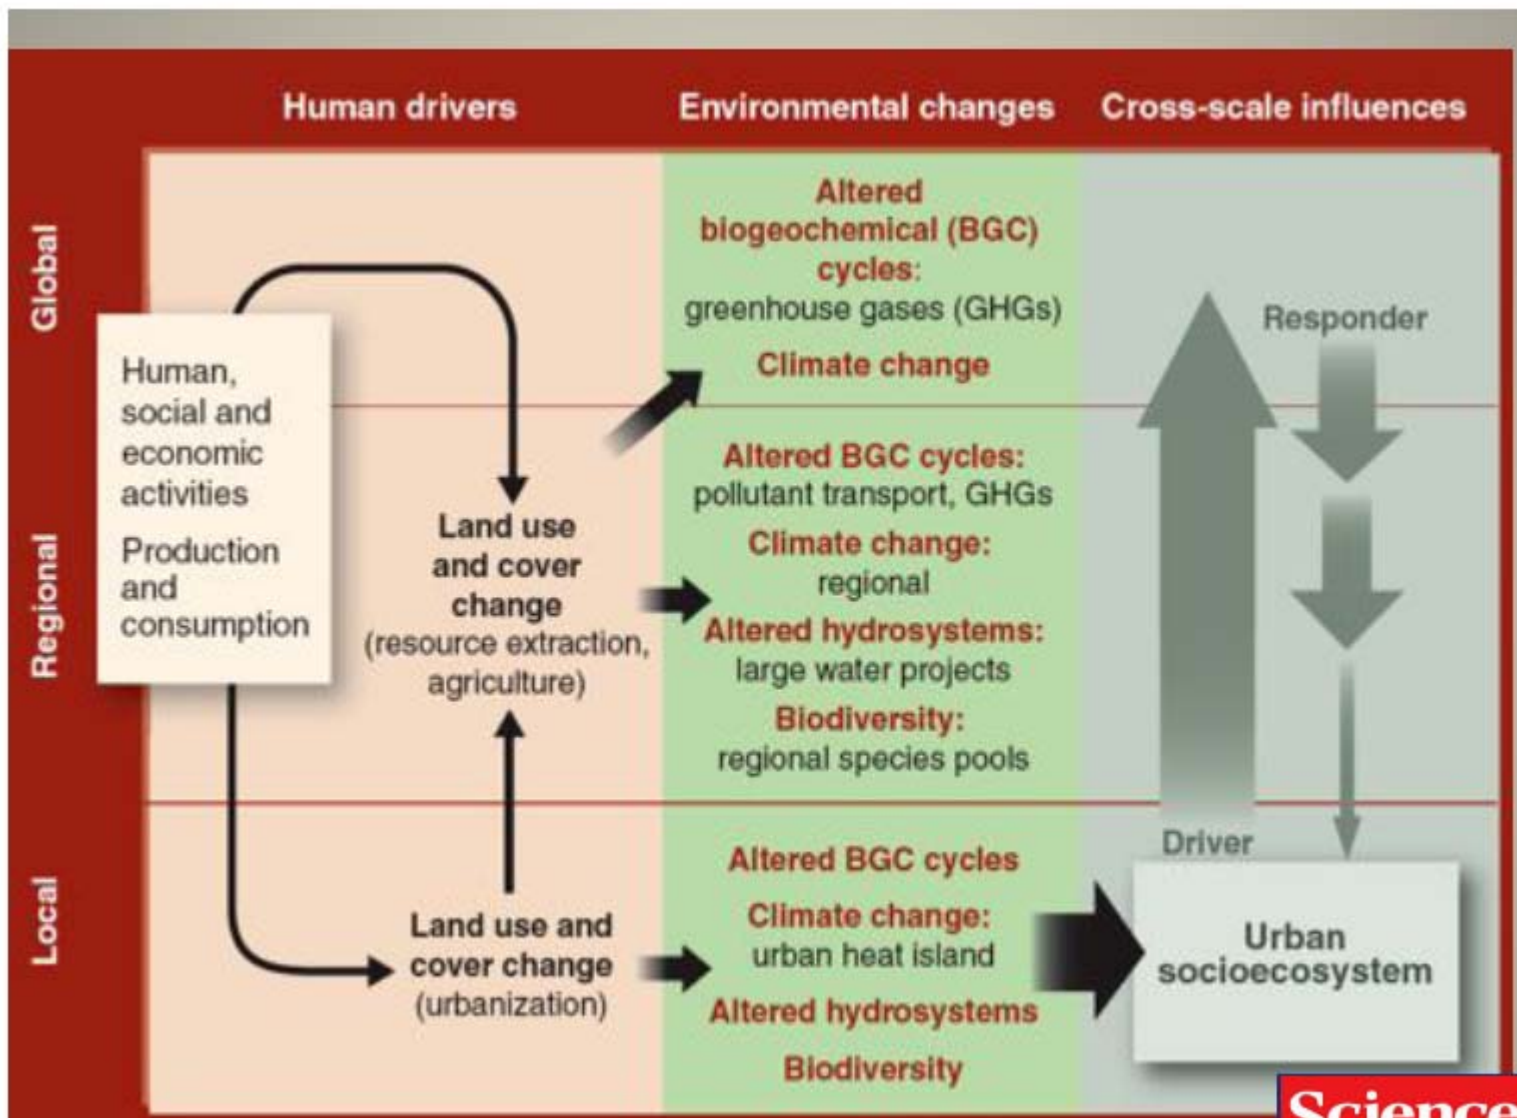 Human drivers
Environmental changes
Cross-scale influences
Global
Regional
Local
Human,
social and
economic
activities
Production
and
consumption
Land use
and cover
change
(resource extraction,
agriculture)
Land use and
cover change
(urbanization)
Altered
biogeochemical (BGC)
cycles:
greenhouse gases (GHGs)
Climate change
Altered BGC cycles:
pollutant transport, GHGs
Climate change:
regional
Altered hydrosystems:
large water projects
Biodiversity:
regional species pools
Altered BGC cycles
Climate change:
urban heat island
Altered hydrosystems
Biodiversity
Responder
Driver
Urban
socioecosystem
Science